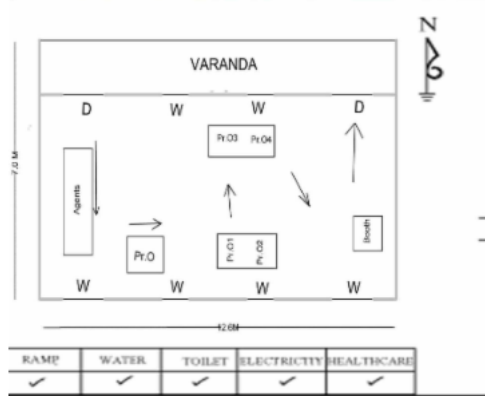 N
VARANDA
D W W D
Pr.O3 Pr.O4
7.0 M
Agents
Pr.O
Pr.O1
Pr.O2
Booth
W W W W
12.6M
RAMP WATER TOILET ELECTRICITY HEALTHCARE
✓ ✓ ✓ ✓ ✓